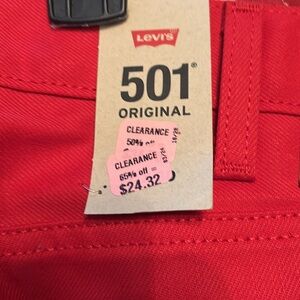 Levi's
501®
ORIGINAL
CLEARANCE
50% off
CLEARANCE
65% off =
$24.32